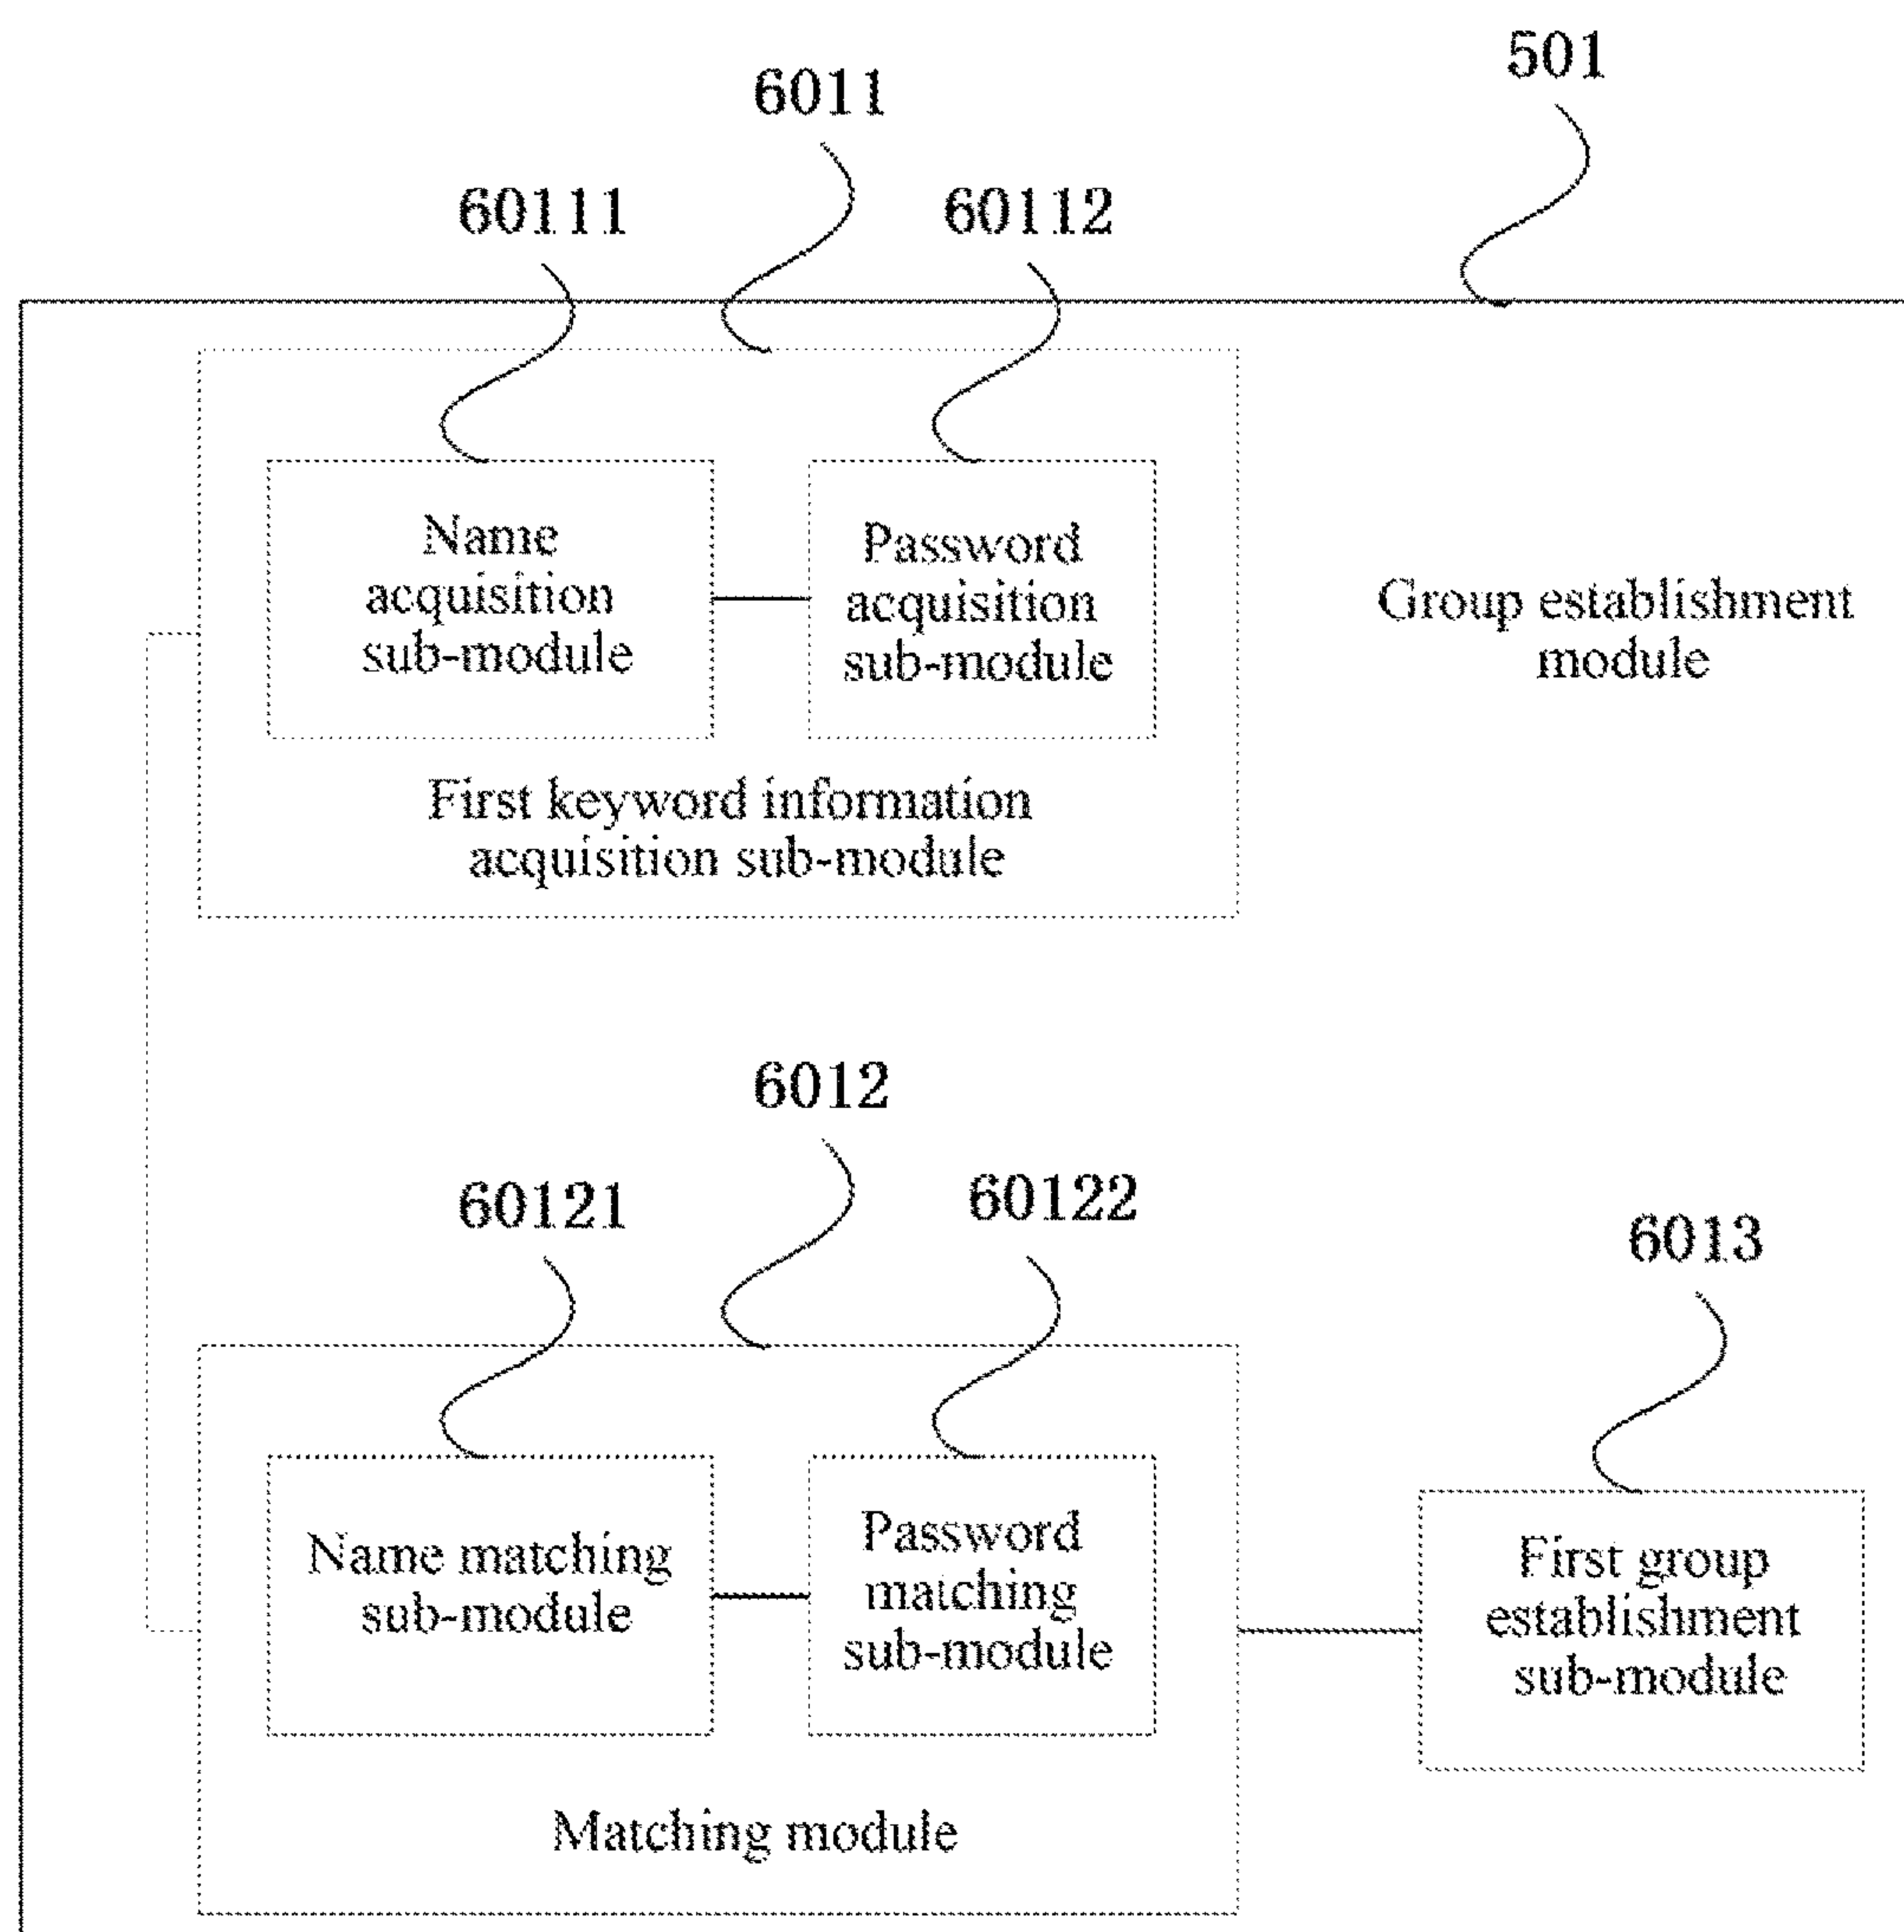 501
6011
60111
60112
Name
acquisition
sub-module
Password
acquisition
sub-module
Group establishment
module
First keyword information
acquisition sub-module
6012
60121
60122
6013
Name matching
sub-module
Password
matching
sub-module
First group
establishment
sub-module
Matching module